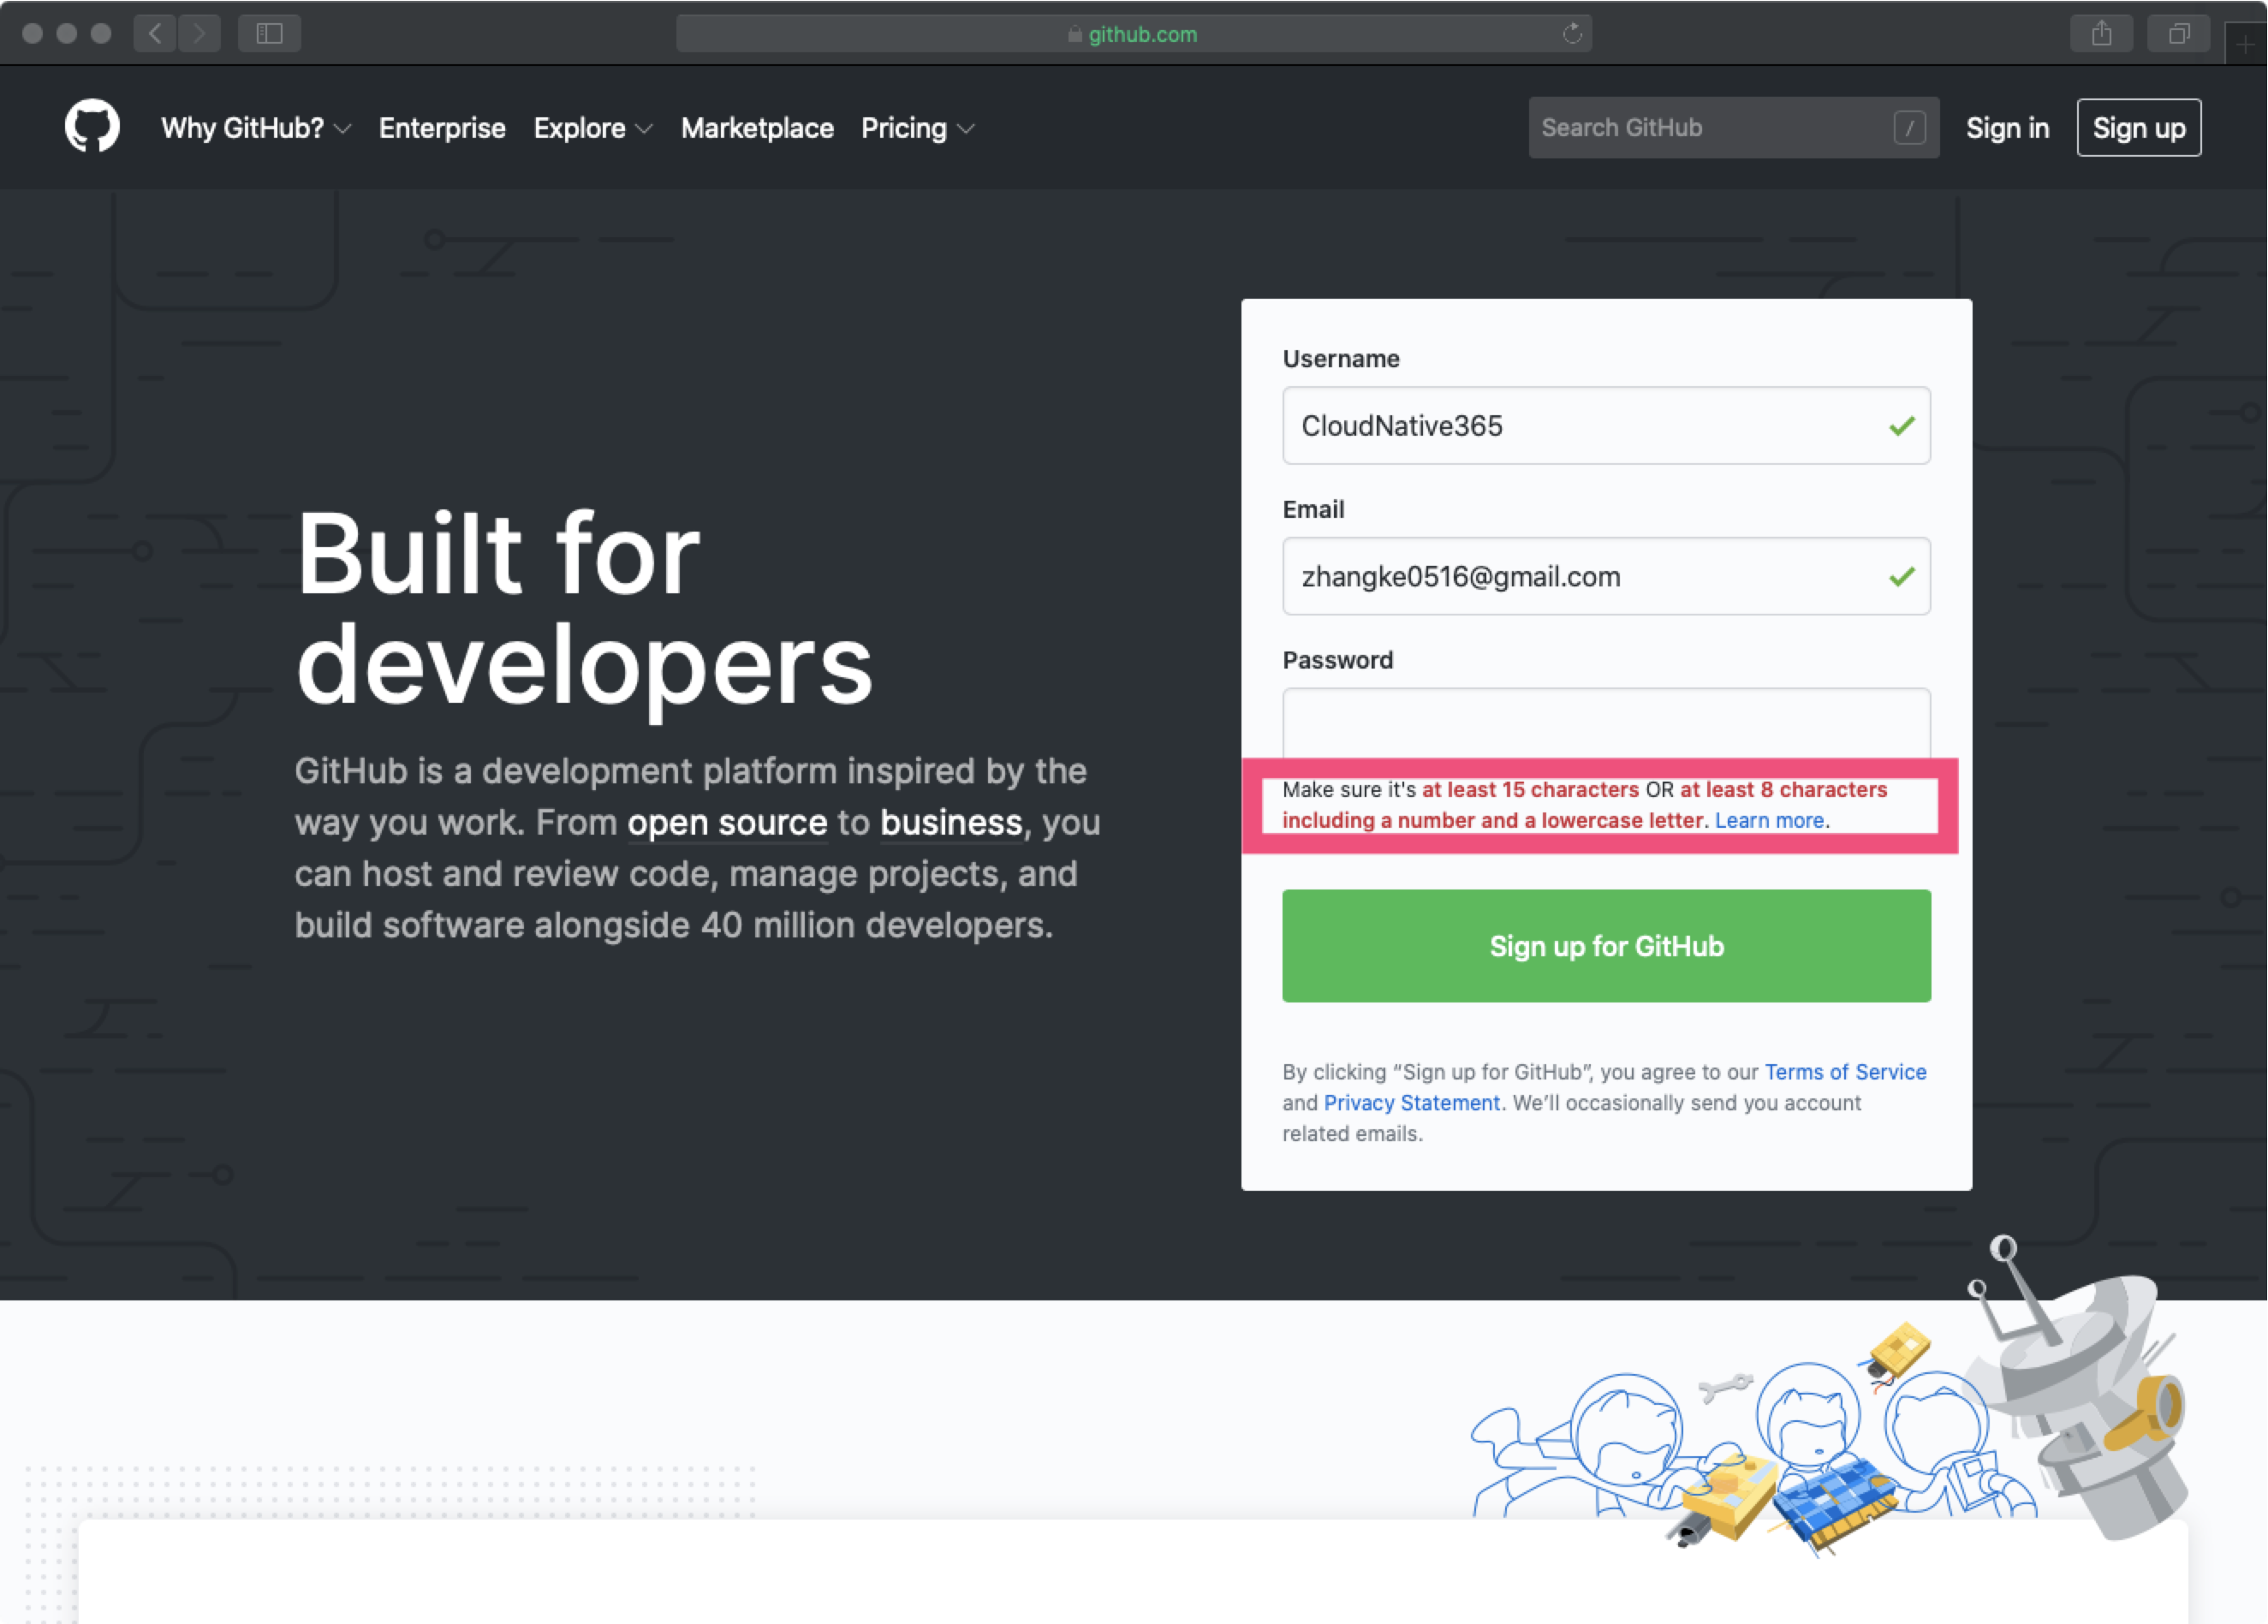 github.com
Why GitHub? Enterprise Explore Marketplace Pricing
Search GitHub /
Sign in Sign up
Built for
developers
GitHub is a development platform inspired by the
way you work. From open source to business, you
can host and review code, manage projects, and
build software alongside 40 million developers.
Username
CloudNative365
Email
zhangke0516@gmail.com
Password
Make sure it's at least 15 characters OR at least 8 characters
including a number and a lowercase letter. Learn more.
Sign up for GitHub
By clicking “Sign up for GitHub”, you agree to our Terms of Service
and Privacy Statement. We’ll occasionally send you account
related emails.